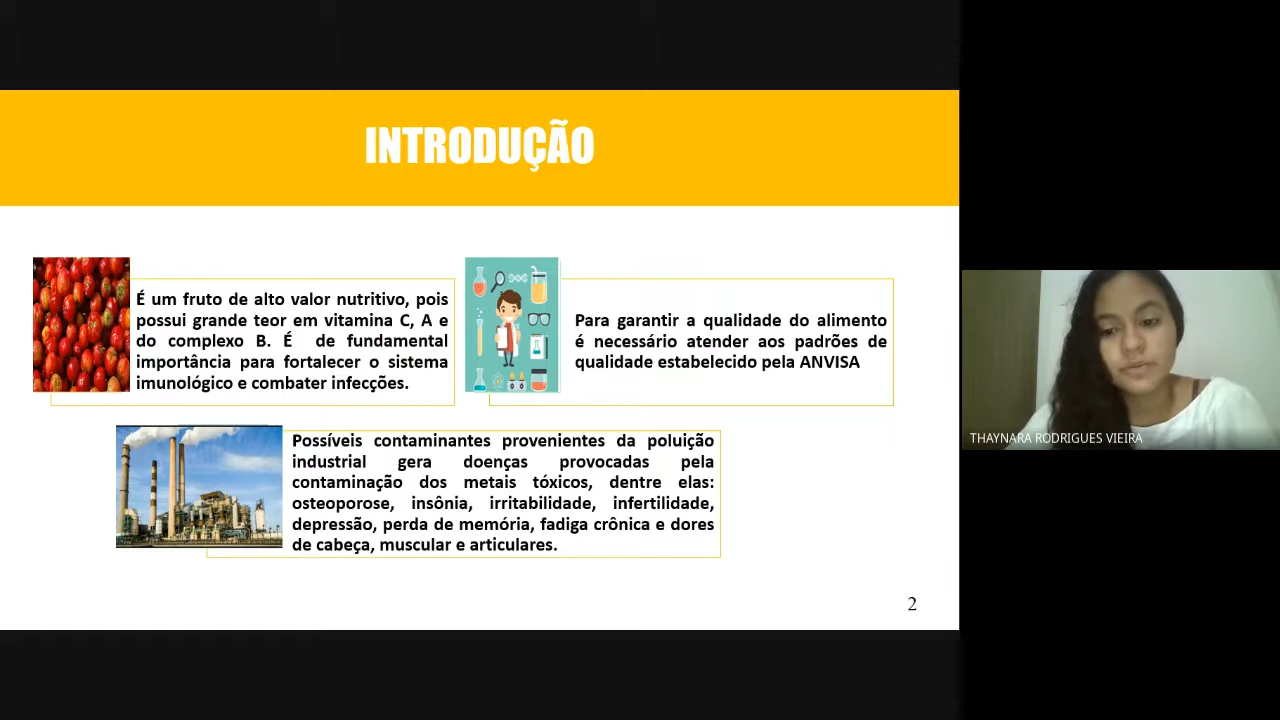 INTRODUÇÃO
É um fruto de alto valor nutritivo, pois
possui grande teor em vitamina C, A e
do complexo B. É de fundamental
importância para fortalecer o sistema
imunológico e combater infecções.
Para garantir a qualidade do alimento
é necessário atender aos padrões de
qualidade estabelecido pela ANVISA
Possíveis contaminantes provenientes da poluição
industrial gera doenças provocadas pela
contaminação dos metais tóxicos, dentre elas:
osteoporose, insônia, irritabilidade, infertilidade,
depressão, perda de memória, fadiga crônica e dores
de cabeça, muscular e articulares.
2
THAYNARA RODRIGUES VIEIRA